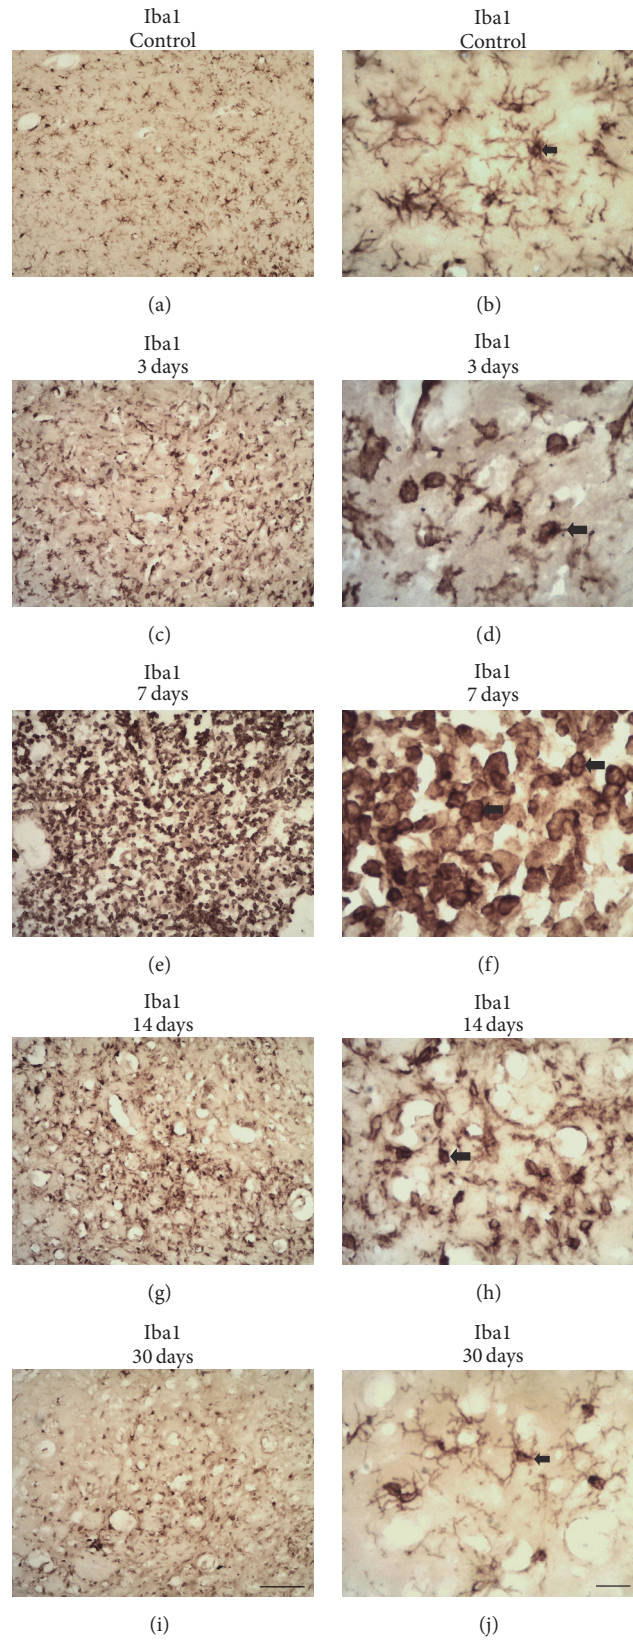 Iba1
Control
Iba1
Control
(a)
(b)
Iba1
3 days
Iba1
3 days
(c)
(d)
Iba1
7 days
Iba1
7 days
(e)
(f)
Iba1
14 days
Iba1
14 days
(g)
(h)
Iba1
30 days
Iba1
30 days
(i)
(j)